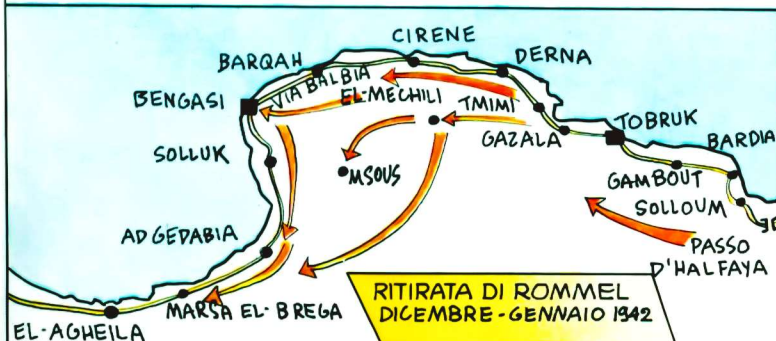 CIRENE
BARQAH
DERNA
VIA BALBIA
BENGASI
EL-MECHILI
TMIMI
TOBRUK
GAZALA
BARDIA
SOLLUK
MSOUS
GAMBOUT
SOLLOUM
AD GEDABIA
PASSO
D'HALFAYA
MARSA EL-BREGA
EL-AGHEILA
RITIRATA DI ROMMEL
DICEMBRE - GENNAIO 1942